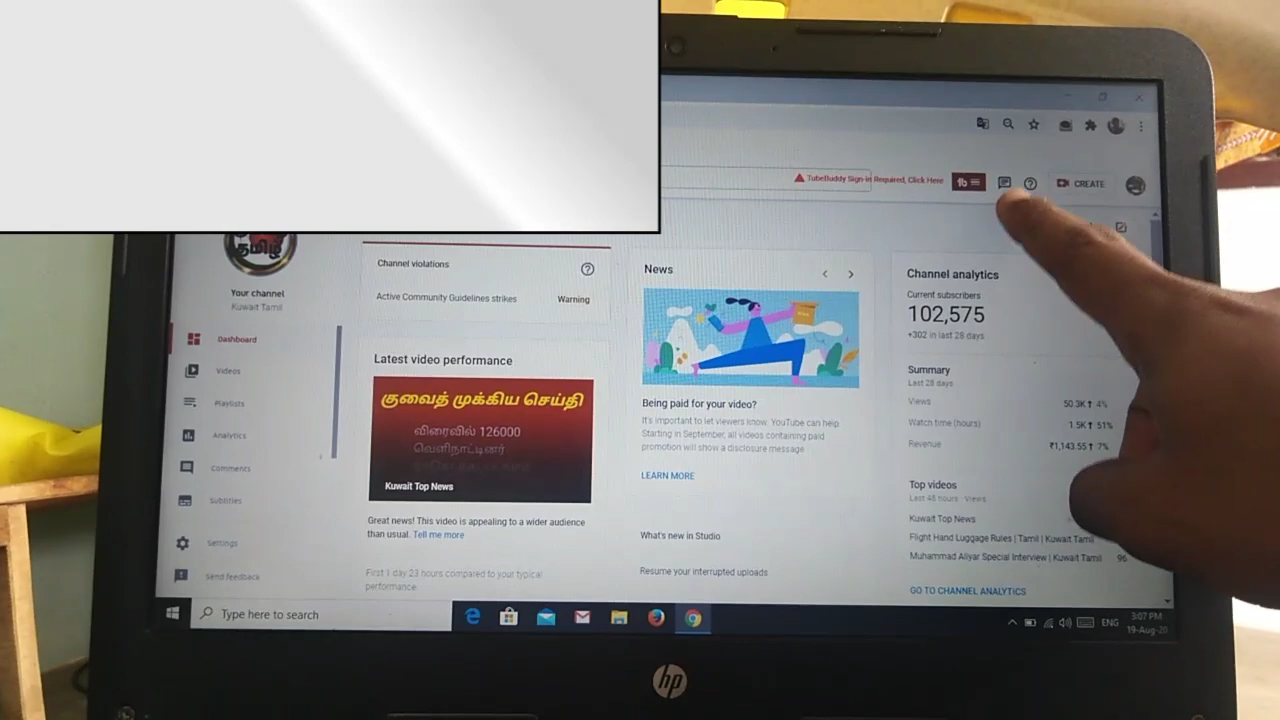 TubeBuddy Sign-in Required, Click Here
tb
CREATE
தமிழ்
Your channel
Kuwait Tamil
Dashboard
Videos
Playlists
Analytics
Comments
Subtitles
Settings
Send feedback
Channel violations
Active Community Guidelines strikes Warning
Latest video performance
குவைத் முக்கிய செய்தி
விரைவில் 126000
வெளிநாட்டினர்
Kuwait Top News
Great news! This video is appealing to a wider audience
than usual. Tell me more
First 1 day 23 hours compared to your typical
performance:
News
Being paid for your video?
It's important to let viewers know. YouTube can help.
Starting in September, all videos containing paid
promotion will show a disclosure message
LEARN MORE
What's new in Studio
Resume your interrupted uploads
Channel analytics
Current subscribers
102,575
+302 in last 28 days
Summary
Last 28 days
Views 50.3K↑ 4%
Watch time (hours) 1.5K↑ 51%
Revenue ₹1,143.55↑ 7%
Top videos
Last 48 hours · Views
Kuwait Top News
Flight Hand Luggage Rules | Tamil | Kuwait Tamil
Muhammad Aliyar Special Interview | Kuwait Tamil 96
GO TO CHANNEL ANALYTICS
Type here to search
ENG
3:07 PM
19-Aug-20
hp